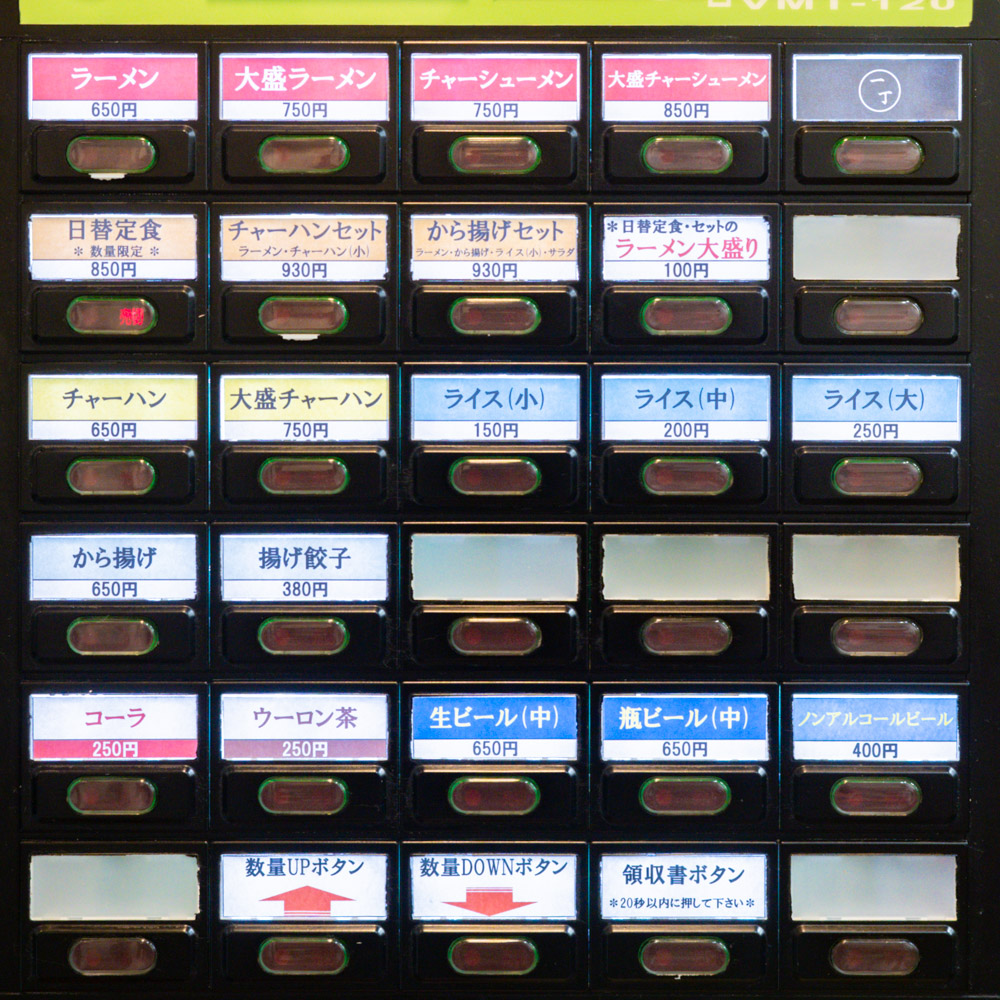 ラーメン
650円
大盛ラーメン
750円
チャーシューメン
750円
大盛チャーシューメン
850円
一丁
日替定食
＊数量限定＊
850円
チャーハンセット
ラーメン・チャーハン(小)
930円
から揚げセット
ラーメン・から揚げ・ライス(小)・サラダ
930円
＊日替定食・セットの
ラーメン大盛り
100円
チャーハン
650円
大盛チャーハン
750円
ライス(小)
150円
ライス(中)
200円
ライス(大)
250円
から揚げ
650円
揚げ餃子
380円
コーラ
250円
ウーロン茶
250円
生ビール(中)
650円
瓶ビール(中)
650円
ノンアルコールビール
400円
数量UPボタン
数量DOWNボタン
領収書ボタン
＊20秒以内に押して下さい＊